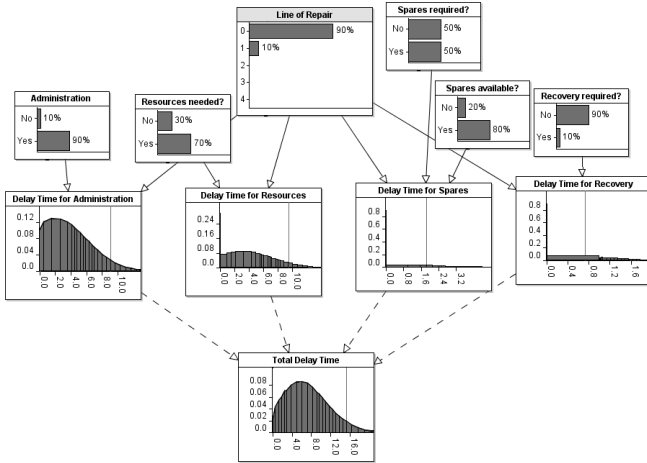 Line of Repair
0 90%
1 10%
2
3
4
Spares required?
No 50%
Yes 50%
Administration
No 10%
Yes 90%
Resources needed?
No 30%
Yes 70%
Spares available?
No 20%
Yes 80%
Recovery required?
No 90%
Yes 10%
Delay Time for Administration
0.12
0.08
0.04
0.0
0.0 2.0 4.0 6.0 8.0 10.0
Delay Time for Resources
0.24
0.16
0.08
0.0
0.0 2.0 4.0 6.0 8.0 10.0
Delay Time for Spares
0.8
0.6
0.4
0.2
0.0
0.0 0.8 1.6 2.4 3.2
Delay Time for Recovery
0.8
0.6
0.4
0.2
0.0
0.0 0.4 0.8 1.2 1.6
Total Delay Time
0.08
0.06
0.04
0.02
0.0
0.0 4.0 8.0 12.0 16.0